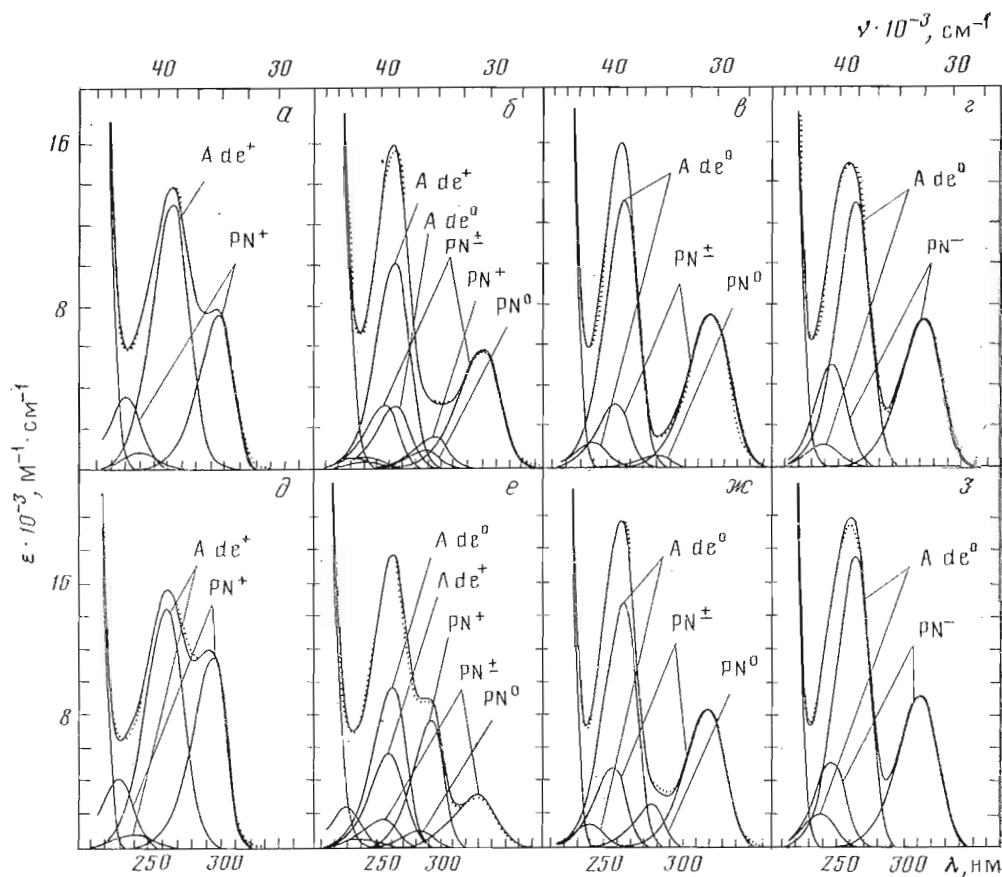 ν·10⁻³, см⁻¹
40 30 40 30 40 30 40 30
а б в г
16
8
A de⁺
PN⁺
A de⁺
A de⁰
PN±
PN⁺
PN⁰
A de⁰
PN±
PN⁰
A de⁰
PN⁻
ε·10⁻³, М⁻¹·см⁻¹
д е ж з
16
8
A de⁺
PN⁺
A de⁰
A de⁺
PN⁺
PN±
PN⁰
A de⁰
PN±
PN⁰
A de⁰
PN⁻
250 300 250 300 250 300 250 300 λ, нм